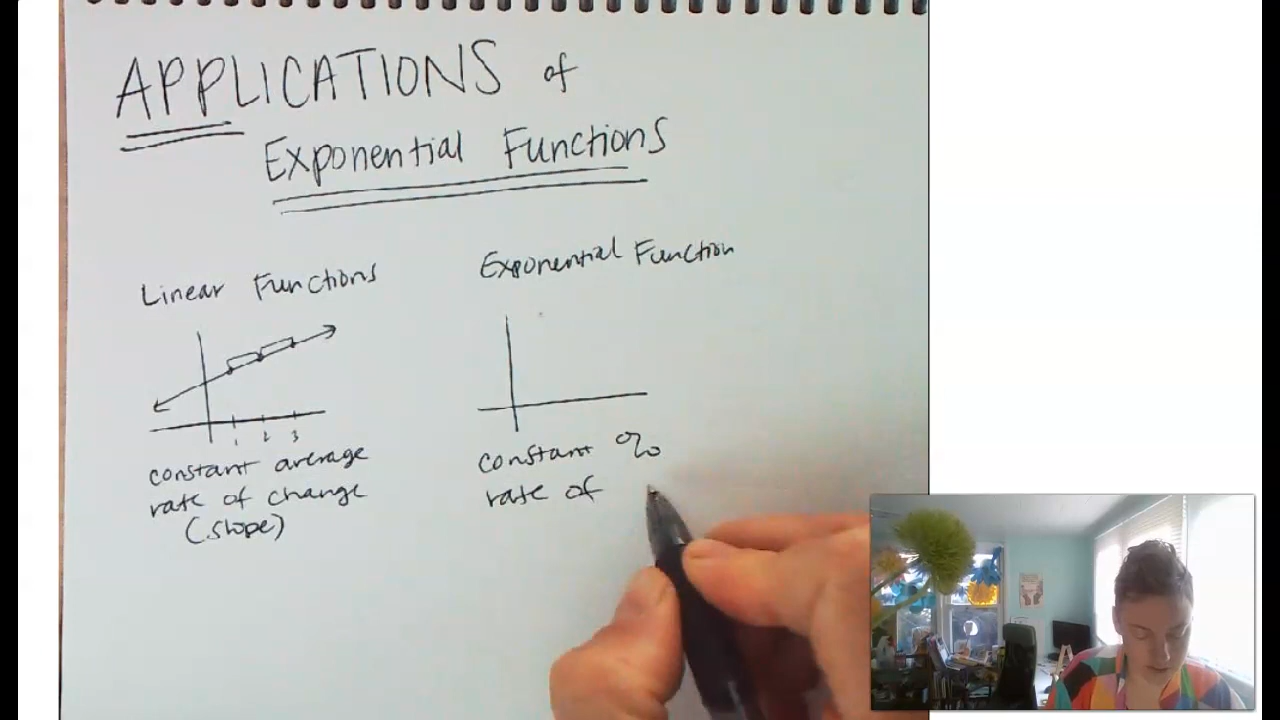 APPLICATIONS of
Exponential Functions
Linear Functions
1 2 3
constant average
rate of change
(slope)
Exponential Function
constant %
rate of